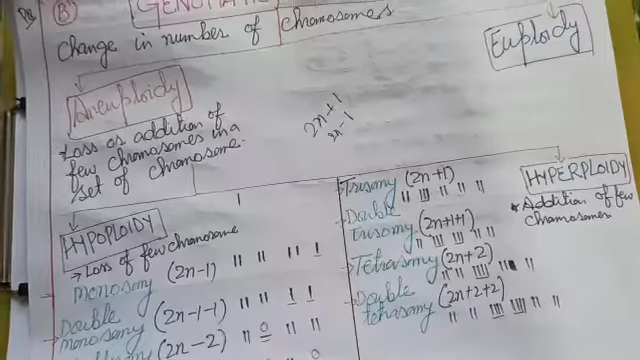 (B) GENOMATIC
Change in number of chromosomes
Aneuploidy
Euploidy
Loss or addition of
few chromosomes in a
set of chromosome.
2n+1
2n-1
HYPOPLOIDY
→ Loss of few chromosome
monosomy (2n-1)
Double
monosomy (2n-1-1)
(2n-2)
HYPERPLOIDY
* Addition of few
chromosomes
Trisomy (2n+1)
Double
trisomy (2n+1+1)
Tetrasomy (2n+2)
Double
tetrasomy (2n+2+2)